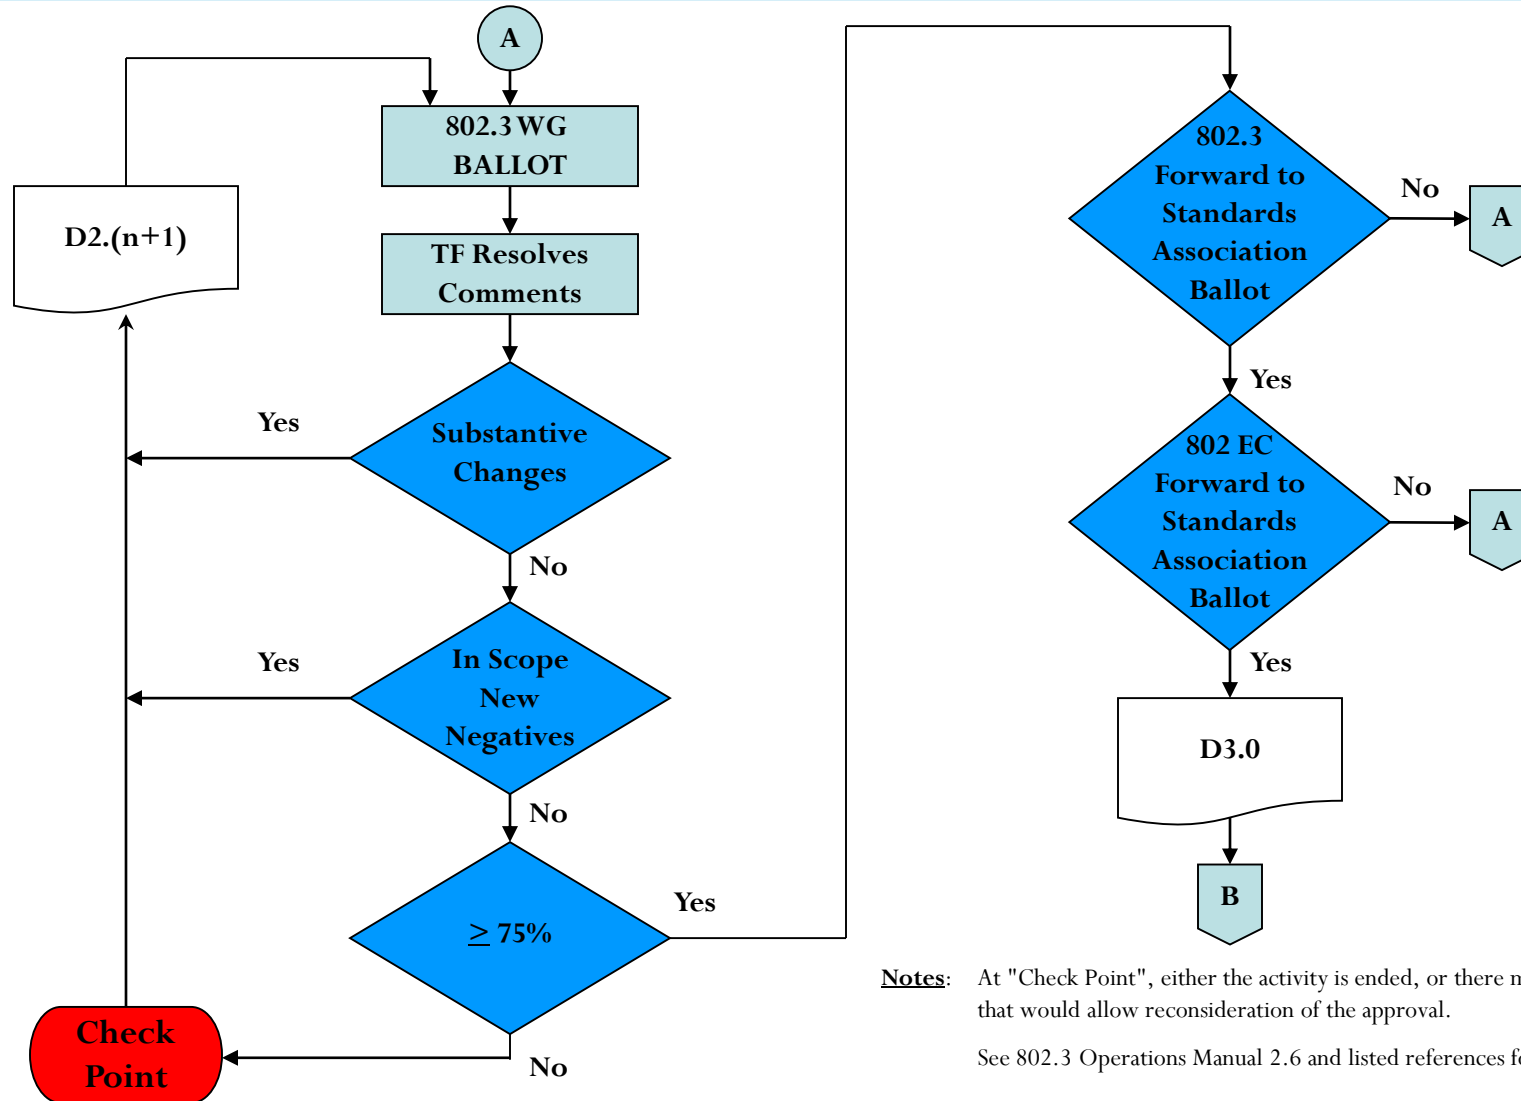 A
802.3 WG
BALLOT
D2.(n+1)
TF Resolves
Comments
Yes
Substantive
Changes
No
Yes
In Scope
New
Negatives
No
≥ 75%
Yes
No
Check
Point
802.3
Forward to
Standards
Association
Ballot
No
A
Yes
802 EC
Forward to
Standards
Association
Ballot
No
A
Yes
D3.0
B
Notes: At "Check Point", either the activity is ended, or there
that would allow reconsideration of the approval.
See 802.3 Operations Manual 2.6 and listed references